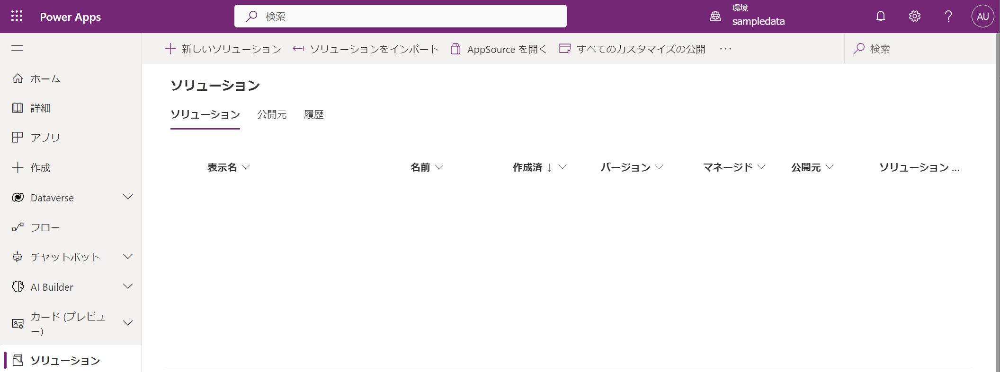 Power Apps
検索
環境
sampledata
AU
新しいソリューション
ソリューションをインポート
AppSource を開く
すべてのカスタマイズの公開
検索
ホーム
詳細
アプリ
作成
Dataverse
フロー
チャットボット
AI Builder
カード (プレビュ
ー)
ソリューション
ソリューション
ソリューション
公開元
履歴
表示名
名前
作成済
バージョン
マネージド
公開元
ソリューション ...